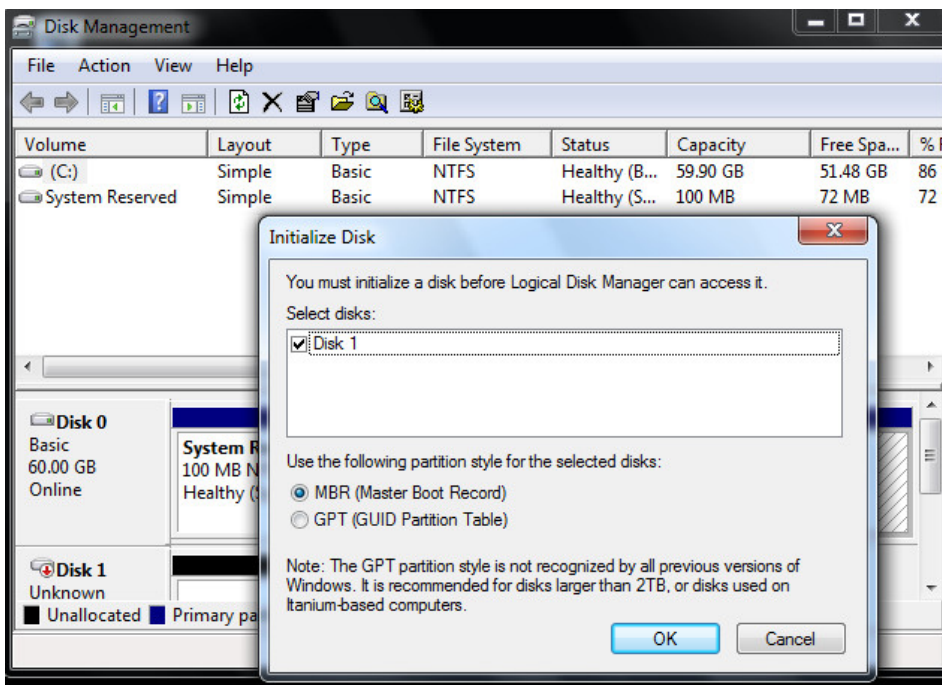 Disk Management
File Action View Help
Volume Layout Type File System Status Capacity Free Spa... %
(C:) Simple Basic NTFS Healthy (B... 59.90 GB 51.48 GB 86
System Reserved Simple Basic NTFS Healthy (S... 100 MB 72 MB 72
Initialize Disk
You must initialize a disk before Logical Disk Manager can access it.
Select disks:
Disk 1
Disk 0
Basic
60.00 GB
Online
System R
100 MB N
Healthy (S
Use the following partition style for the selected disks:
MBR (Master Boot Record)
GPT (GUID Partition Table)
Note: The GPT partition style is not recognized by all previous versions of
Windows. It is recommended for disks larger than 2TB, or disks used on
Itanium-based computers.
Disk 1
Unknown
Unallocated Primary pa
OK Cancel